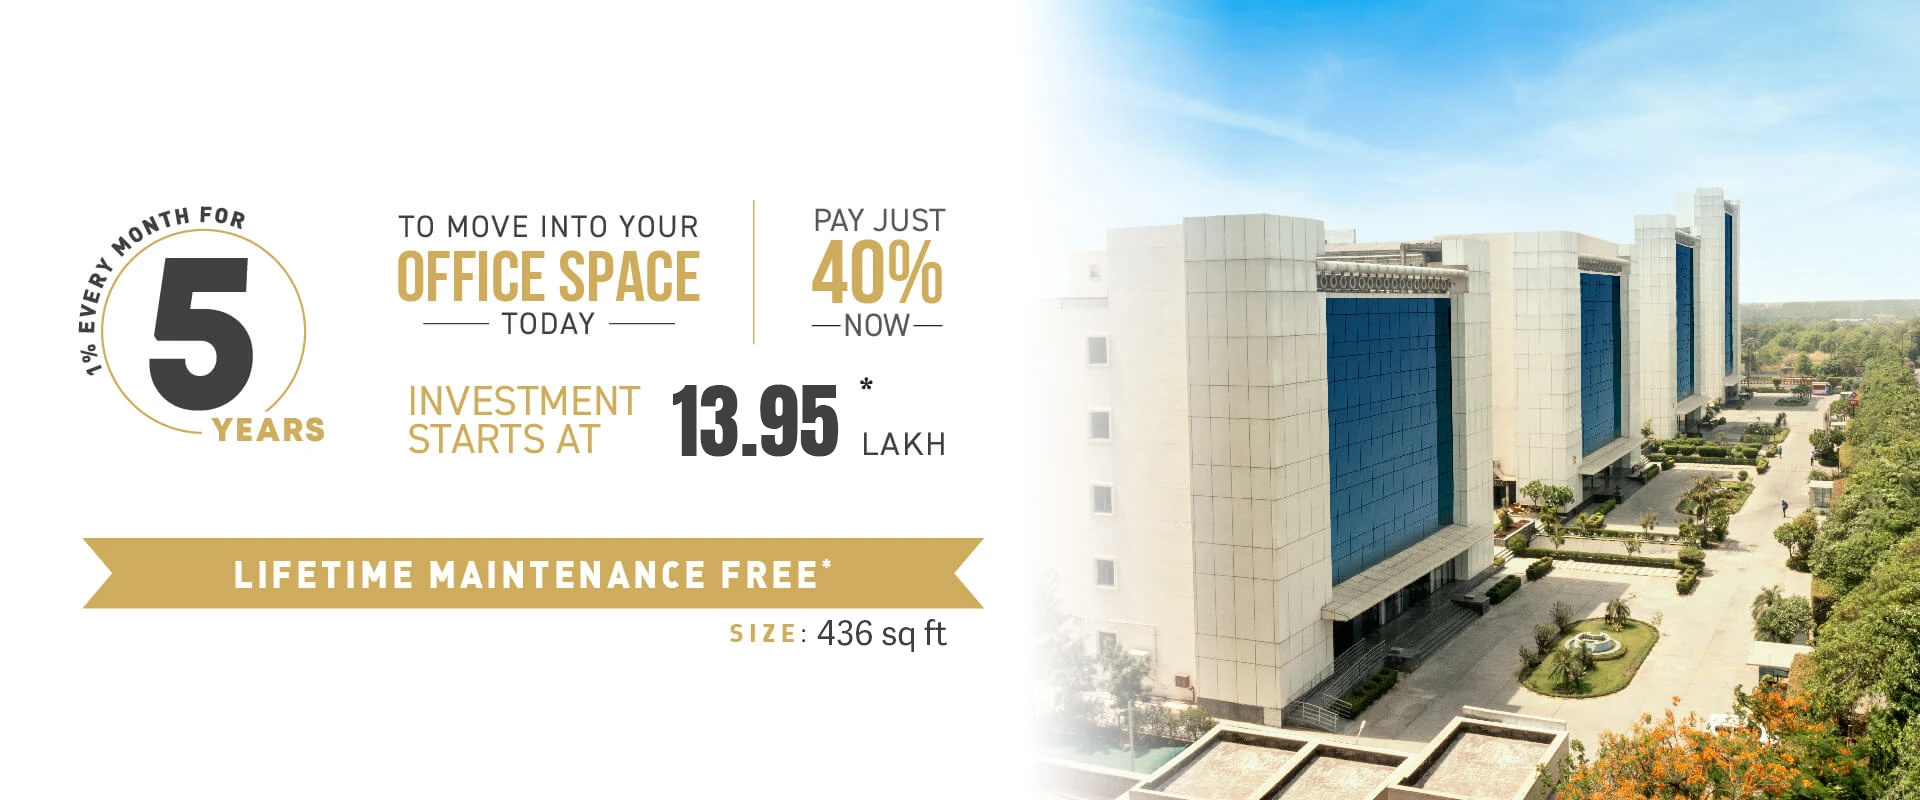 1% EVERY MONTH FOR
5
YEARS
TO MOVE INTO YOUR
OFFICE SPACE
TODAY
PAY JUST
40%
NOW
INVESTMENT
STARTS AT
13.95*
LAKH
LIFETIME MAINTENANCE FREE*
SIZE: 436 sq ft